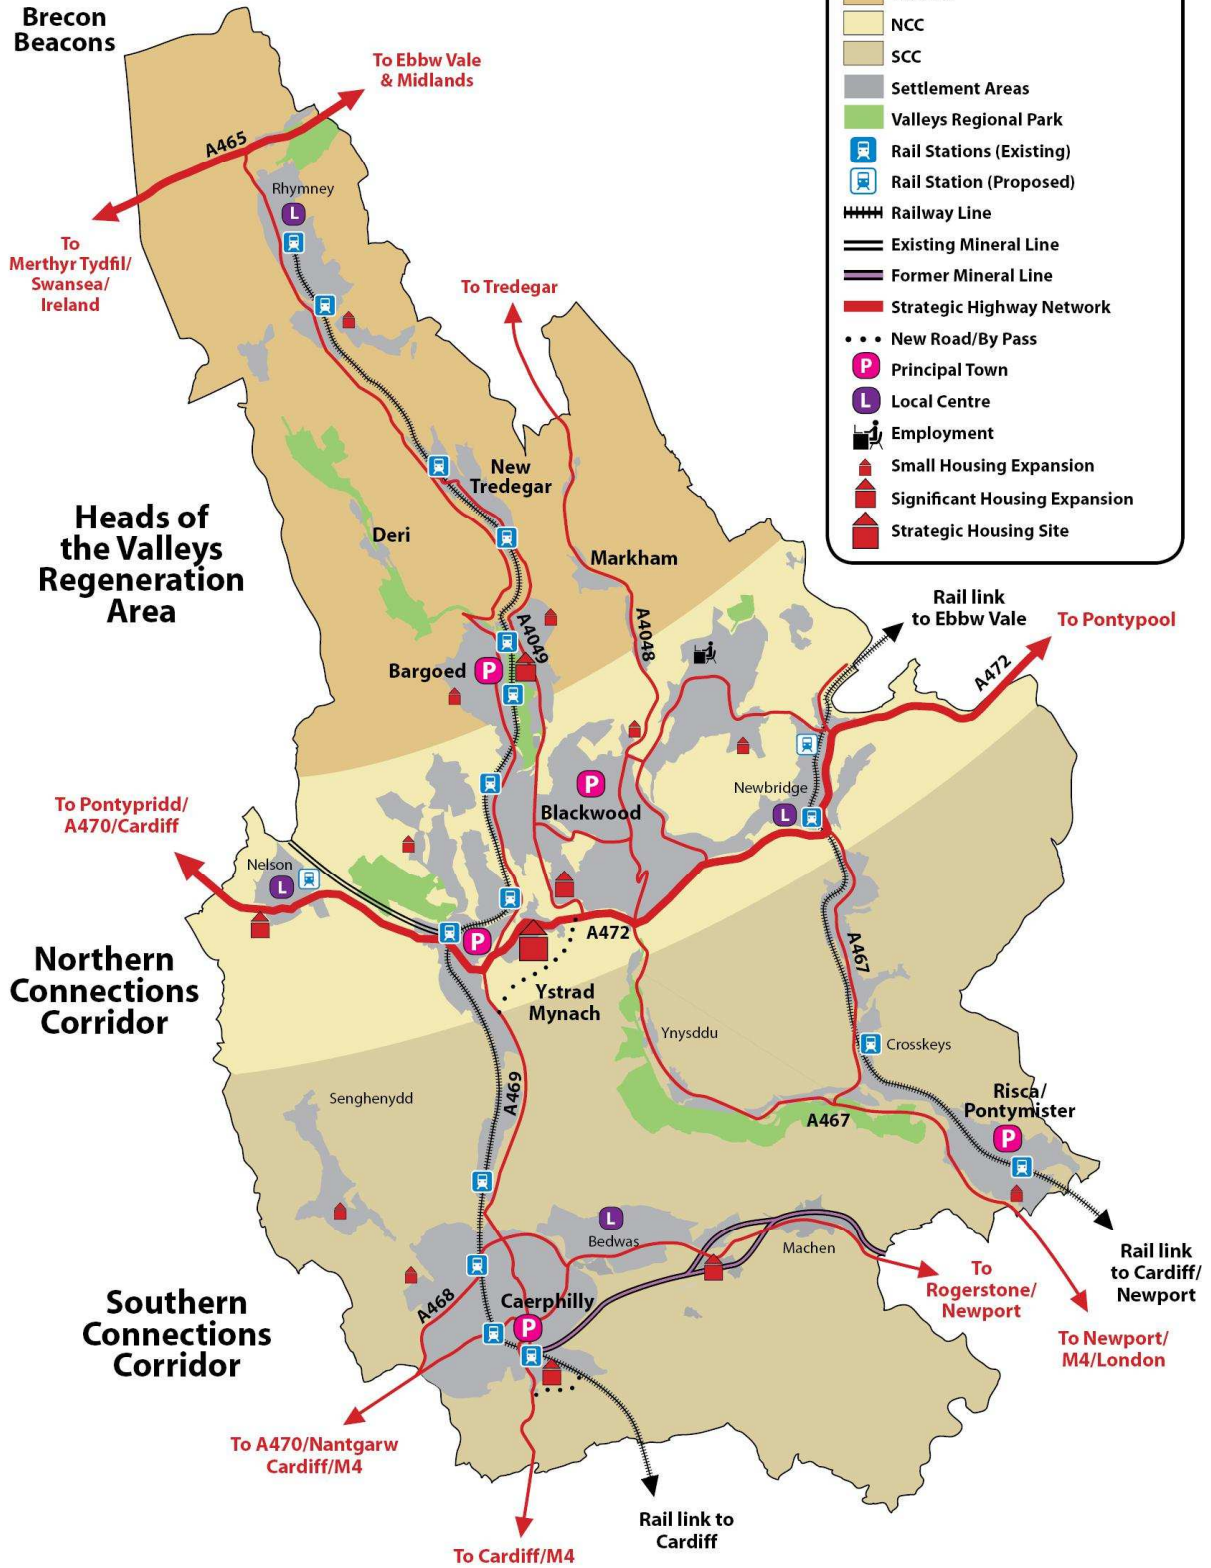 Brecon
Beacons
NCC
SCC
Settlement Areas
Valleys Regional Park
Rail Stations (Existing)
Rail Station (Proposed)
Railway Line
Existing Mineral Line
Former Mineral Line
Strategic Highway Network
New Road/By Pass
P
Principal Town
L
Local Centre
Employment
Small Housing Expansion
Significant Housing Expansion
Strategic Housing Site
To Ebbw Vale
& Midlands
A465
Rhymney
L
To
Merthyr Tydfil/
Swansea/
Ireland
To Tredegar
New
Tredegar
Heads of
the Valleys
Regeneration
Area
Deri
Markham
A4049
A4048
Rail link
to Ebbw Vale
To Pontypool
A472
Bargoed
P
P
Blackwood
Newbridge
L
To Pontypridd/
A470/Cardiff
Nelson
L
P
A472
A467
Northern
Connections
Corridor
Ystrad
Mynach
Ynysddu
Crosskeys
Senghenydd
A469
Risca/
Pontymister
P
A467
L
Bedwas
Machen
Rail link
to Cardiff/
Newport
To
Rogerstone/
Newport
Southern
Connections
Corridor
A468
Caerphilly
P
To Newport/
M4/London
To A470/Nantgarw
Cardiff/M4
Rail link to
Cardiff
To Cardiff/M4